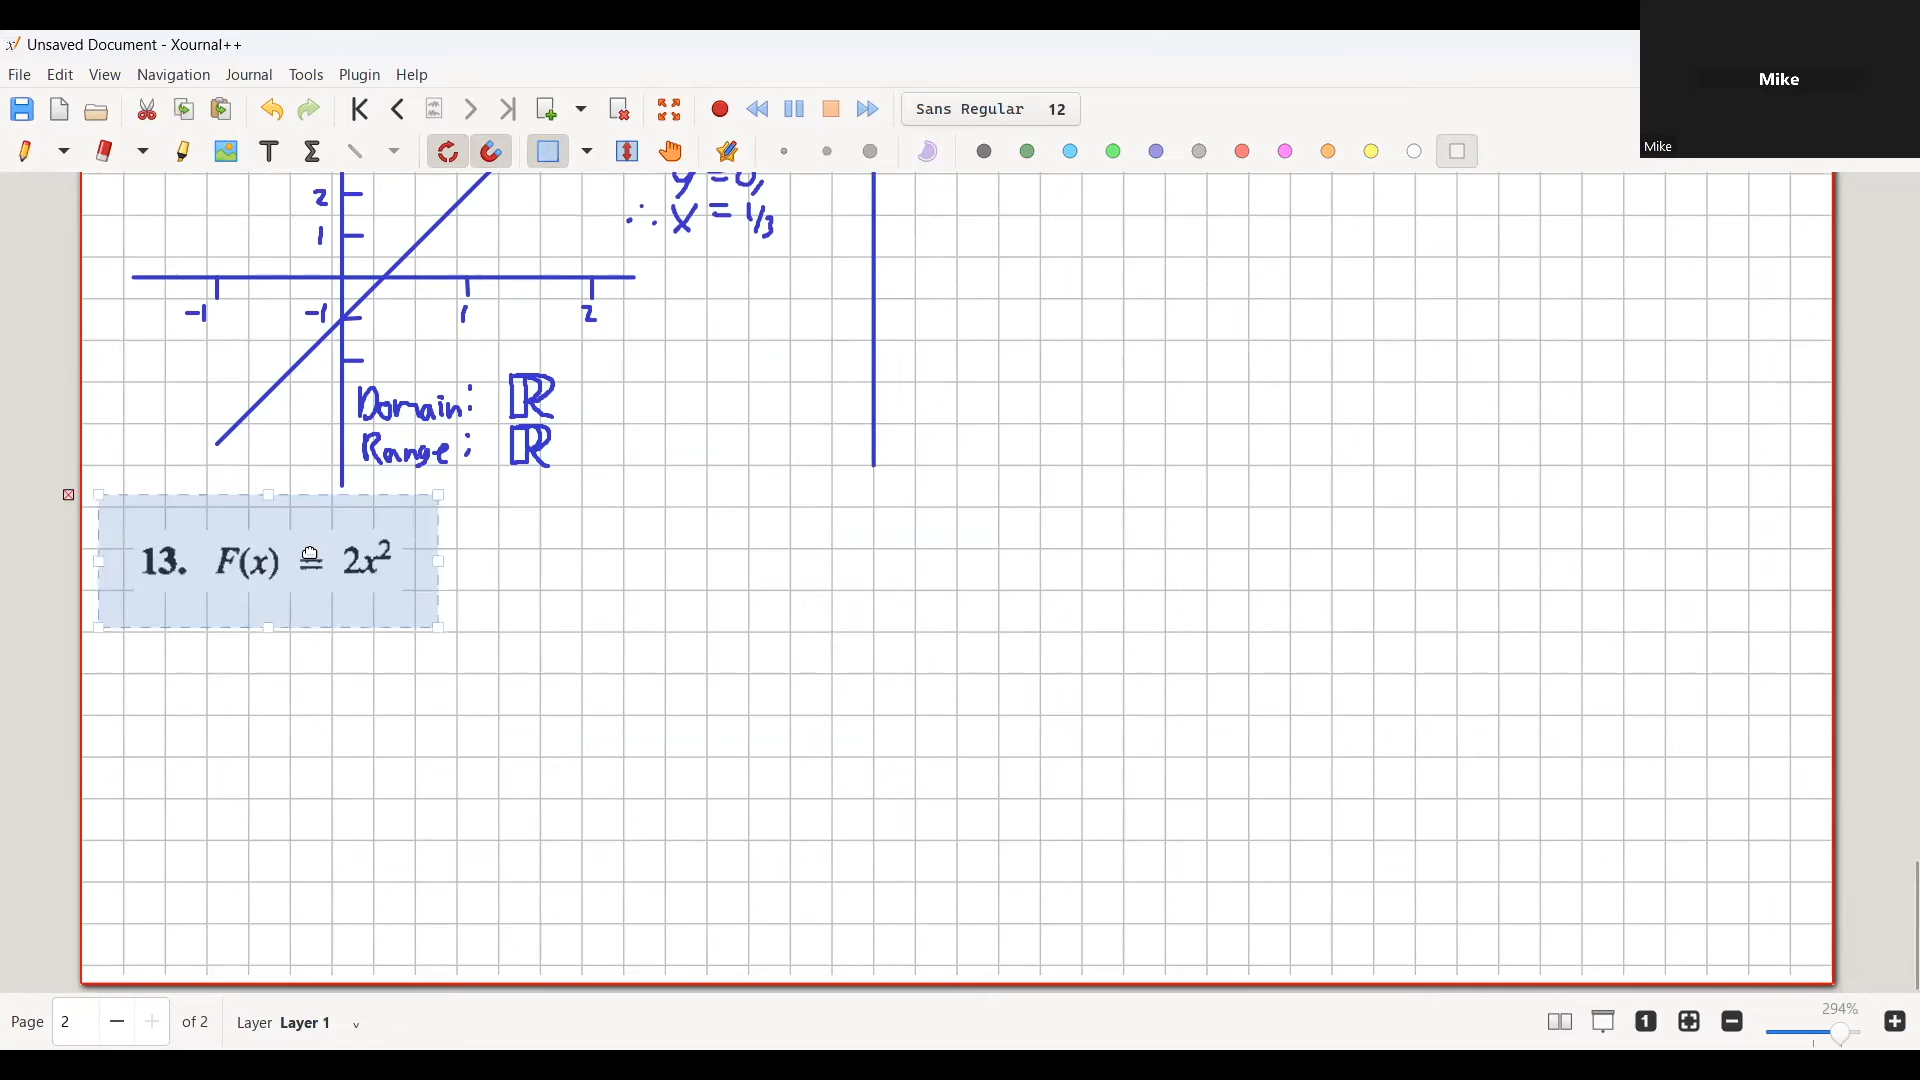 Mike
Mike
Unsaved Document - Xournal++
File Edit View Navigation Journal Tools Plugin Help
Sans Regular 12
2
1
-1 -1 1 2
y = 0,
∴ x = 1/3
Domain: ℝ
Range: ℝ
13. F(x) = 2x²
Page 2 of 2 Layer Layer 1
294%